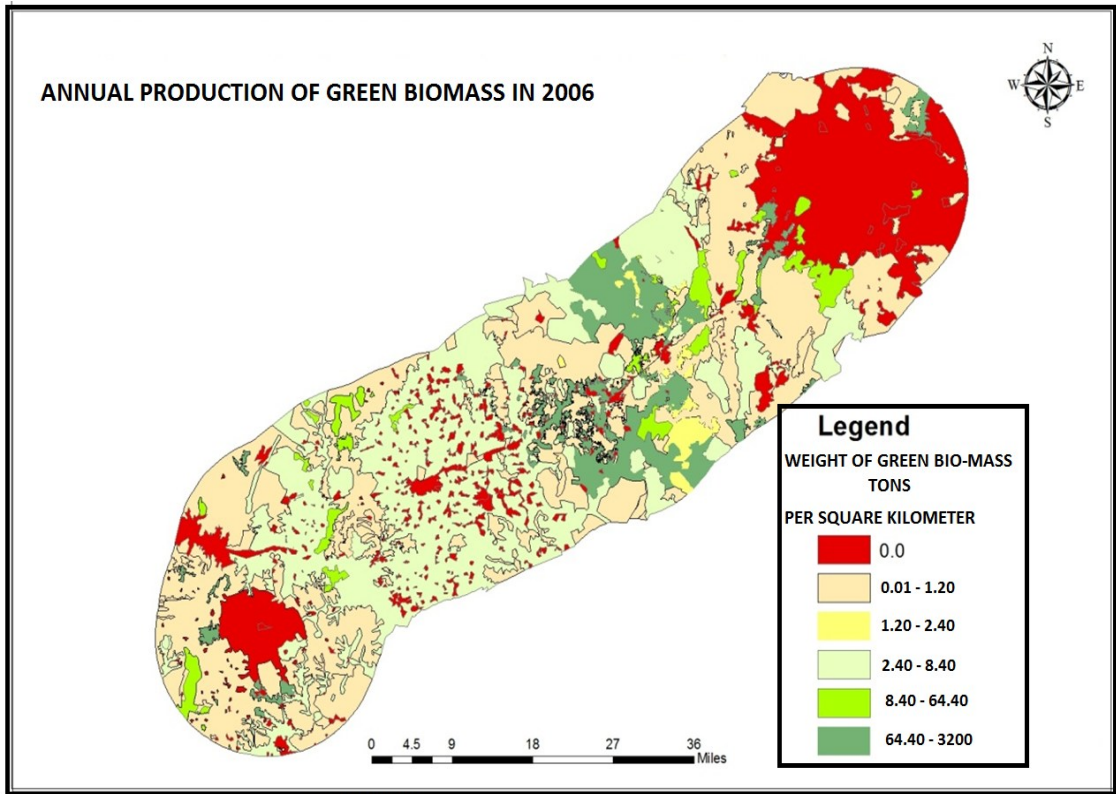 ANNUAL PRODUCTION OF GREEN BIOMASS IN 2006
N
W E
S
Legend
WEIGHT OF GREEN BIO-MASS
TONS
PER SQUARE KILOMETER
0.0
0.01 - 1.20
1.20 - 2.40
2.40 - 8.40
8.40 - 64.40
64.40 - 3200
0 4.5 9 18 27 36
Miles